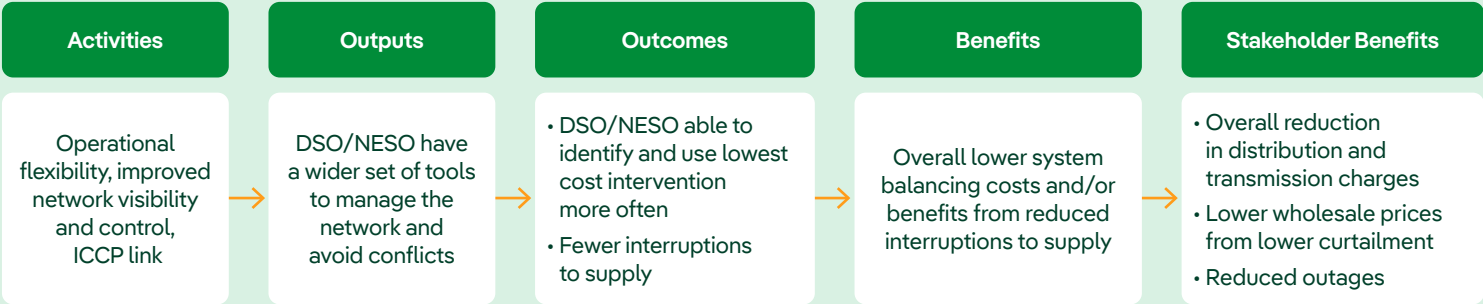 Activities
Outputs
Outcomes
Benefits
Stakeholder Benefits
Operational
flexibility, improved
network visibility
and control,
ICCP link
DSO/NESO have
a wider set of tools
to manage the
network and
avoid conflicts
• DSO/NESO able to
identify and use lowest
cost intervention
more often
• Fewer interruptions
to supply
Overall lower system
balancing costs and/or
benefits from reduced
interruptions to supply
• Overall reduction
in distribution and
transmission charges
• Lower wholesale prices
from lower curtailment
• Reduced outages